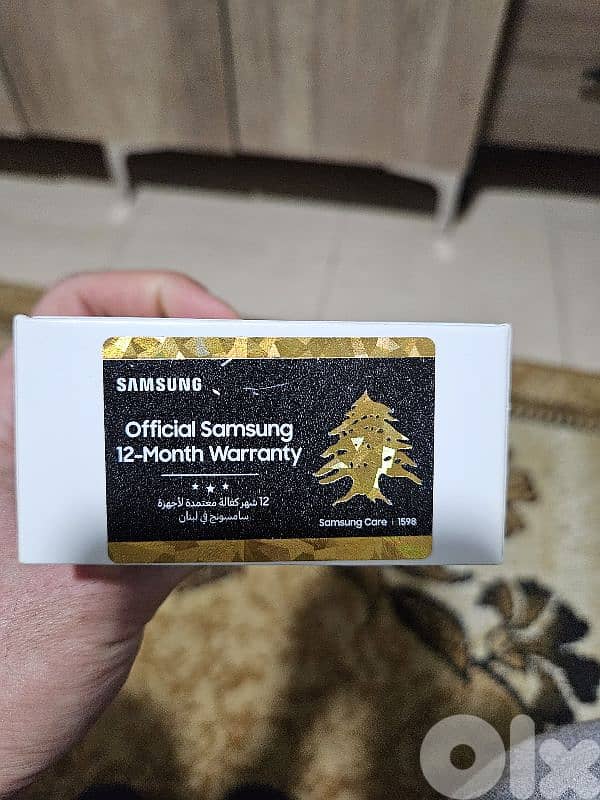 SAMSUNG
Official Samsung
12-Month Warranty
12 شهر كفالة معتمدة لأجهزة
سامسونج في لبنان
Samsung Care | 1598
olx